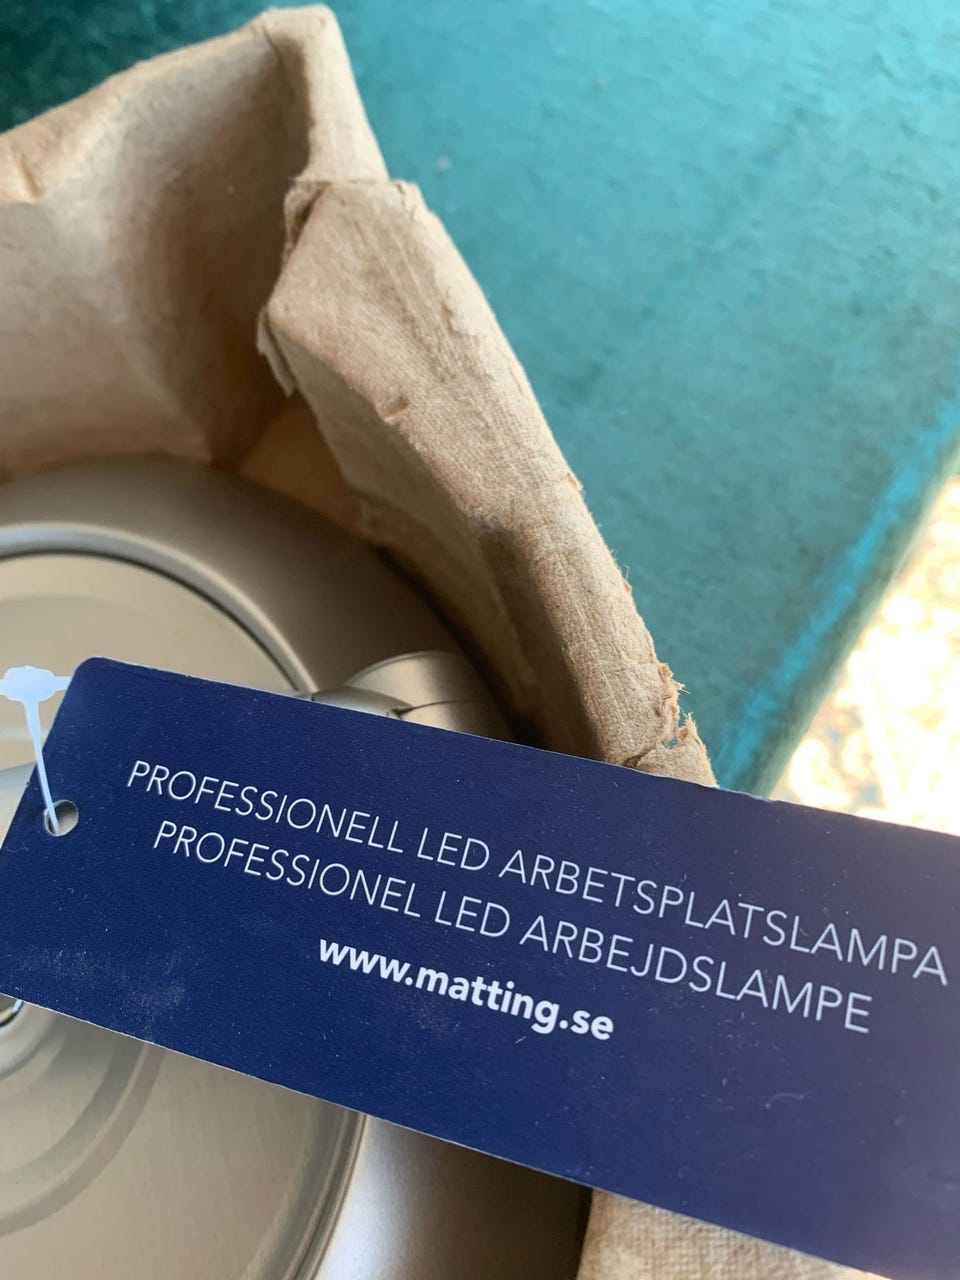 PROFESSIONELL LED ARBETSPLATSLAMPA
PROFESSIONEL LED ARBEJDSLAMPE
www.matting.se